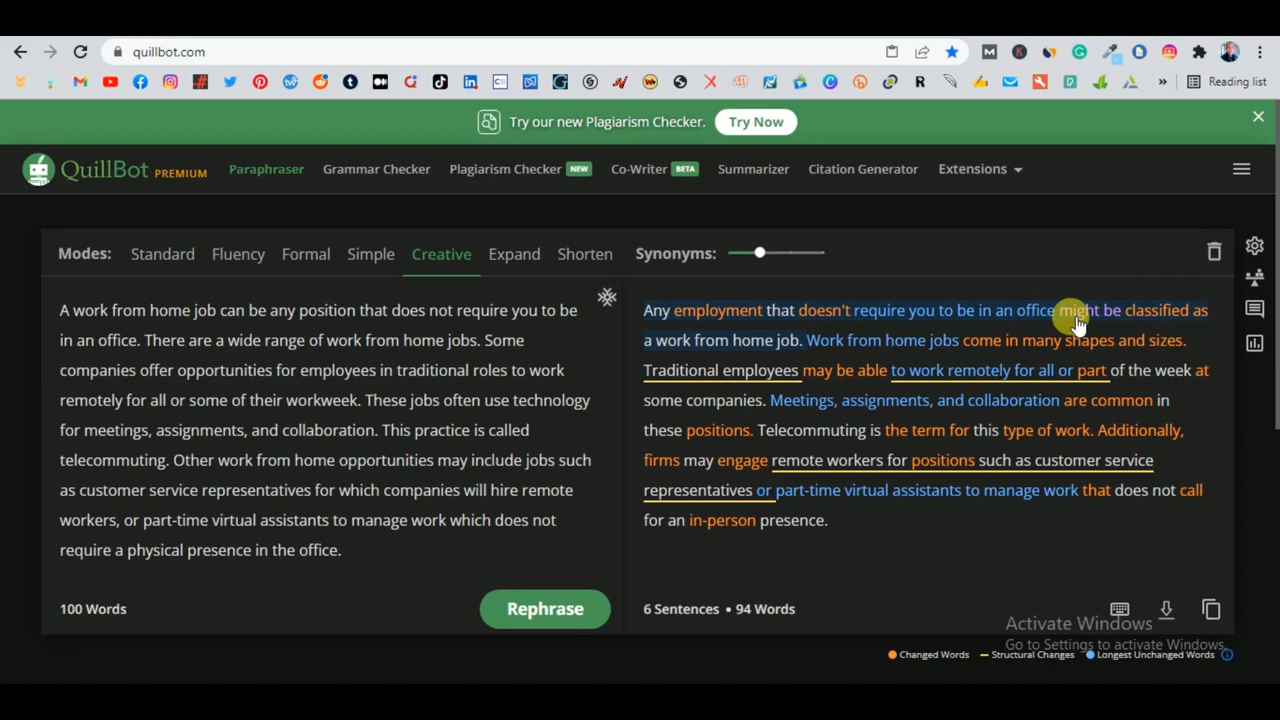 quillbot.com
Reading list
Try our new Plagiarism Checker. Try Now
QuillBot PREMIUM Paraphraser Grammar Checker Plagiarism Checker NEW Co-Writer BETA Summarizer Citation Generator Extensions
Modes: Standard Fluency Formal Simple Creative Expand Shorten Synonyms:
A work from home job can be any position that does not require you to be
in an office. There are a wide range of work from home jobs. Some
companies offer opportunities for employees in traditional roles to work
remotely for all or some of their workweek. These jobs often use technology
for meetings, assignments, and collaboration. This practice is called
telecommuting. Other work from home opportunities may include jobs such
as customer service representatives for which companies will hire remote
workers, or part-time virtual assistants to manage work which does not
require a physical presence in the office.
100 Words
Rephrase
Any employment that doesn't require you to be in an office might be classified as
a work from home job. Work from home jobs come in many shapes and sizes.
Traditional employees may be able to work remotely for all or part of the week at
some companies. Meetings, assignments, and collaboration are common in
these positions. Telecommuting is the term for this type of work. Additionally,
firms may engage remote workers for positions such as customer service
representatives or part-time virtual assistants to manage work that does not call
for an in-person presence.
6 Sentences • 94 Words
Activate Windows
Go to Settings to activate Windows.
Changed Words Structural Changes Longest Unchanged Words